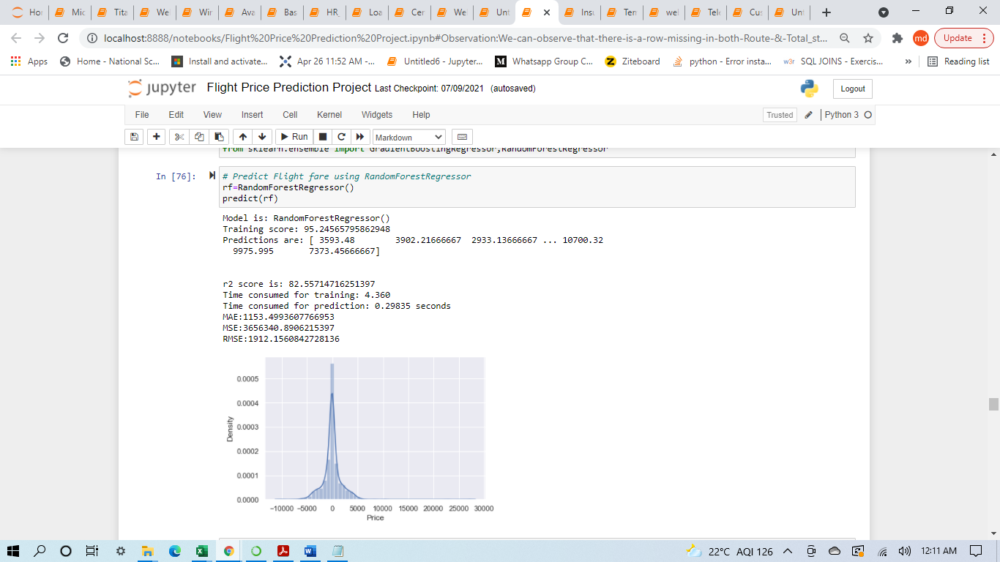 Hor
Mic
Tita
Wel
Wir
Ava
Bas
HR_
Loa
Cer
We
Unt
Insu
Terr
wel
Tele
Cus
Unt
localhost:8888/notebooks/Flight%20Price%20Prediction%20Project.ipynb#Observation:We-can-observe-that-there-is-a-row-missing-in-both-Route-&-Total_st...
md
Update
Apps
Home - National Sc...
Install and activate...
Apr 26 11:52 AM -...
Untitled6 - Jupyter...
M
Whatsapp Group C...
Z
Ziteboard
python - Error insta...
w3r
SQL JOINS - Exercis...
»
Reading list
jupyter
Flight Price Prediction Project Last Checkpoint: 07/09/2021 (autosaved)
Logout
File
Edit
View
Insert
Cell
Kernel
Widgets
Help
Trusted
Python 3
Run
Markdown
from sklearn.ensemble import GradientBoostingRegressor,RandomForestRegressor
In [76]:
# Predict Flight fare using RandomForestRegressor
rf=RandomForestRegressor()
predict(rf)
Model is: RandomForestRegressor()
Training score: 95.24565795862948
Predictions are: [ 3593.48 3902.21666667 2933.13666667 ... 10700.32
9975.995 7373.45666667]
r2 score is: 82.55714716251397
Time consumed for training: 4.360
Time consumed for prediction: 0.29835 seconds
MAE:1153.4993607766953
MSE:3656340.8906215397
RMSE:1912.1560842728136
0.0005
0.0004
0.0003
0.0002
0.0001
0.0000
Density
−10000 −5000 0 5000 10000 15000 20000 25000 30000
Price
22°C AQI 126
12:11 AM